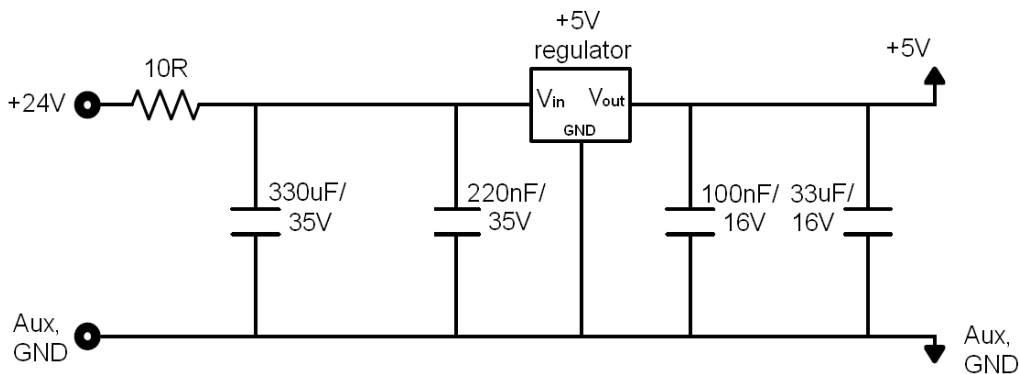 +5V
regulator
+5V
10R
+24V
Vin
Vout
GND
330uF/
35V
220nF/
35V
100nF/
16V
33uF/
16V
Aux,
GND
Aux,
GND